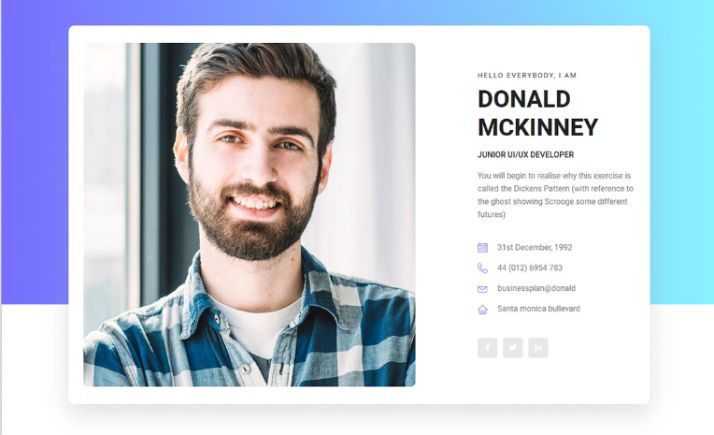 HELLO EVERYBODY, I AM
DONALD
MCKINNEY
JUNIOR UI/UX DEVELOPER
You will begin to realise why this exercise is
called the Dickens Pattern (with reference to
the ghost showing Scrooge some different
futures)
31st December, 1992
44 (012) 6954 783
businessplan@donald
Santa monica bullevard